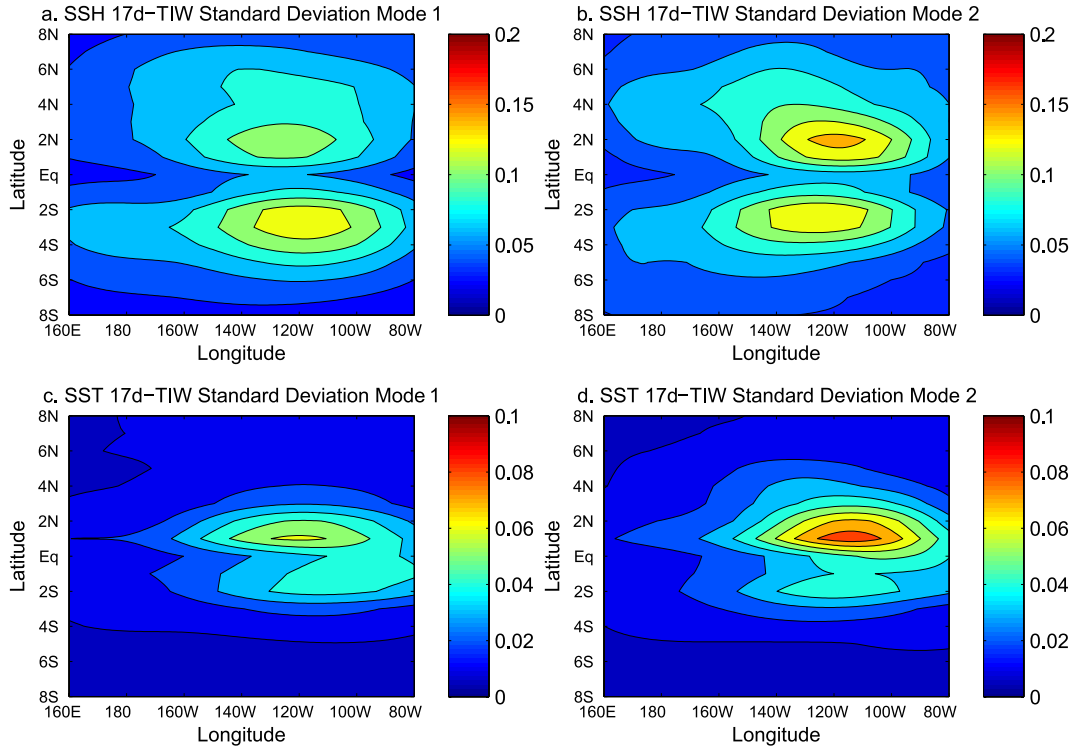 a. SSH 17d−TIW Standard Deviation Mode 1
8N
6N
4N
2N
Eq
2S
4S
6S
8S
Latitude
160E 180 160W 140W 120W 100W 80W
Longitude
0.2
0.15
0.1
0.05
0
b. SSH 17d−TIW Standard Deviation Mode 2
8N
6N
4N
2N
Eq
2S
4S
6S
8S
Latitude
160E 180 160W 140W 120W 100W 80W
Longitude
0.2
0.15
0.1
0.05
0
c. SST 17d−TIW Standard Deviation Mode 1
8N
6N
4N
2N
Eq
2S
4S
6S
8S
Latitude
160E 180 160W 140W 120W 100W 80W
Longitude
0.1
0.08
0.06
0.04
0.02
0
d. SST 17d−TIW Standard Deviation Mode 2
8N
6N
4N
2N
Eq
2S
4S
6S
8S
Latitude
160E 180 160W 140W 120W 100W 80W
Longitude
0.1
0.08
0.06
0.04
0.02
0